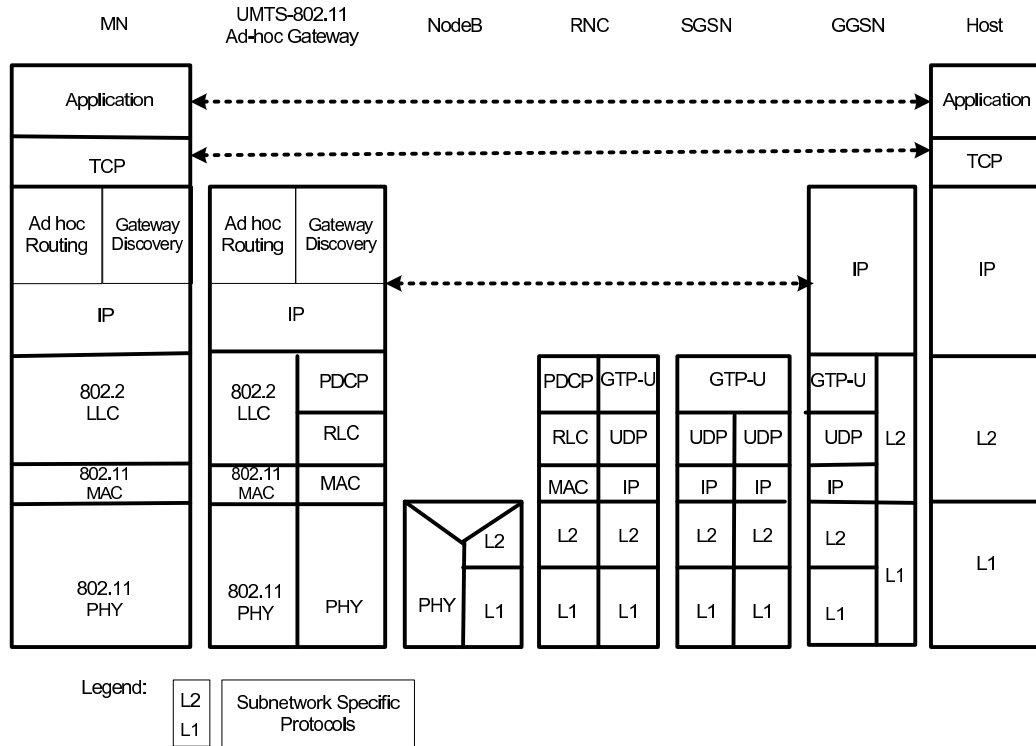 MN
UMTS-802.11
Ad-hoc Gateway
NodeB
RNC
SGSN
GGSN
Host
Application
Application
TCP
TCP
Ad hoc
Routing
Gateway
Discovery
Ad hoc
Routing
Gateway
Discovery
IP
IP
IP
IP
802.2
LLC
802.2
LLC
PDCP
PDCP
GTP-U
GTP-U
GTP-U
RLC
RLC
UDP
UDP
UDP
UDP
L2
L2
802.11
MAC
802.11
MAC
MAC
MAC
IP
IP
IP
IP
L2
L2
L2
L2
L2
L2
L1
L1
802.11
PHY
802.11
PHY
PHY
PHY
L1
L1
L1
L1
L1
L1
Legend:
L2
L1
Subnetwork Specific
Protocols